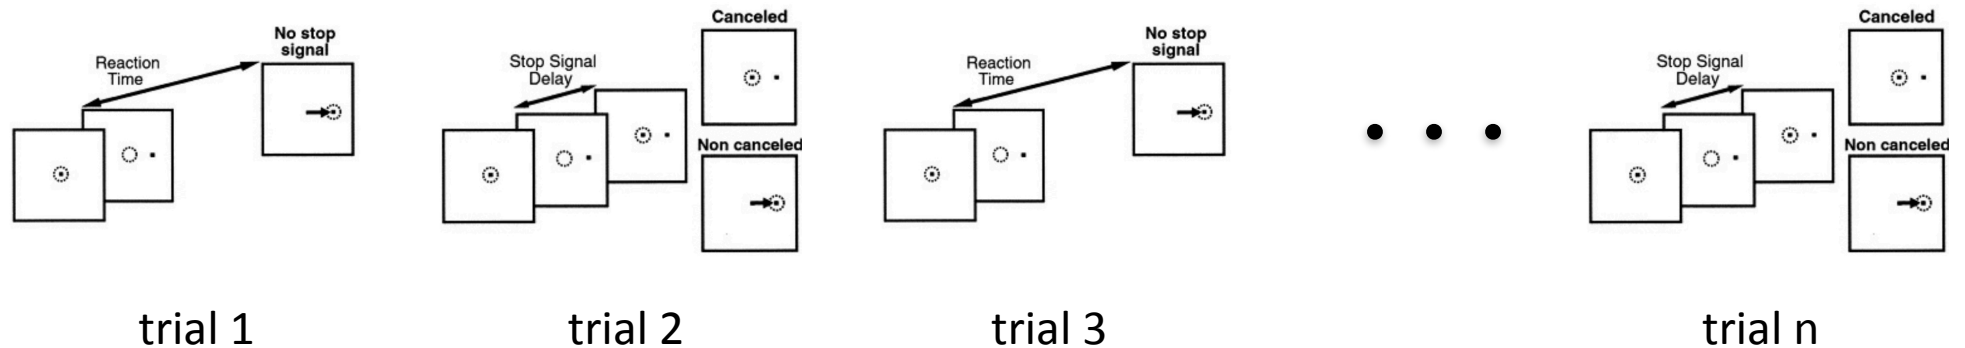 Reaction
Time
No stop
signal
trial 1
Stop Signal
Delay
Canceled
Non canceled
trial 2
Reaction
Time
No stop
signal
trial 3
Stop Signal
Delay
Canceled
Non canceled
trial n